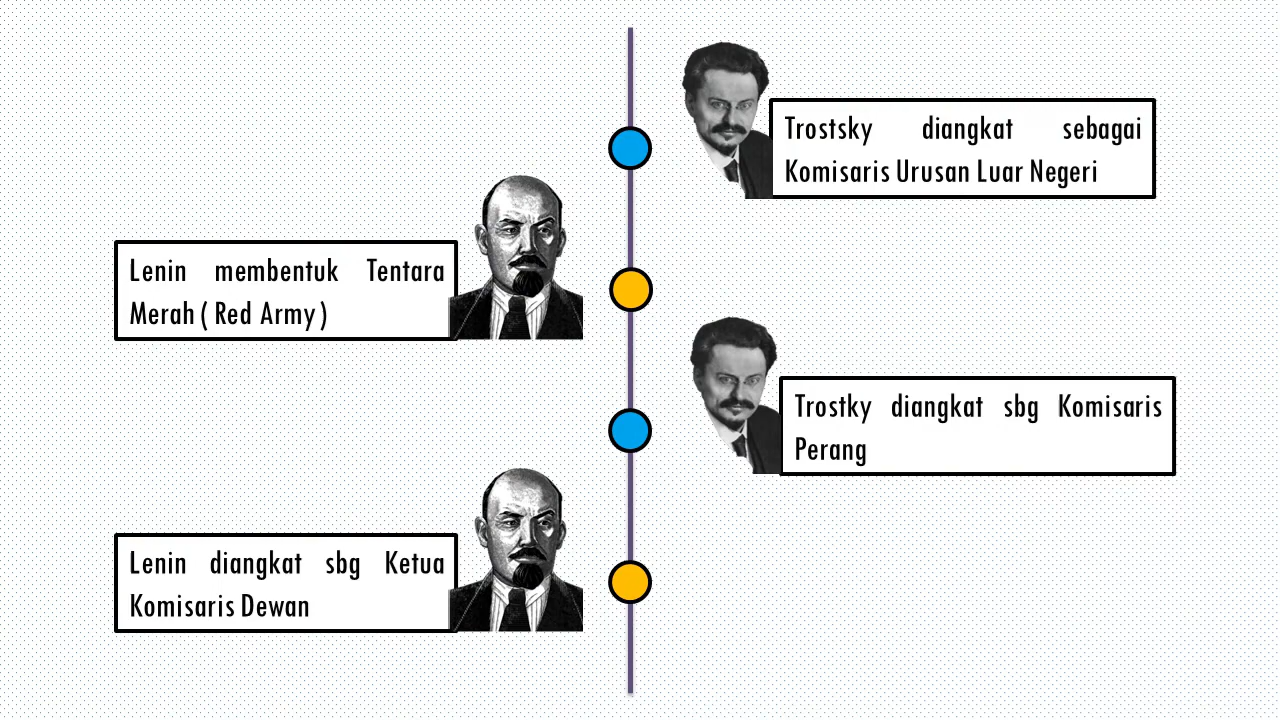 Trostsky diangkat sebagai
Komisaris Urusan Luar Negeri
Lenin membentuk Tentara
Merah ( Red Army )
Trostky diangkat sbg Komisaris
Perang
Lenin diangkat sbg Ketua
Komisaris Dewan